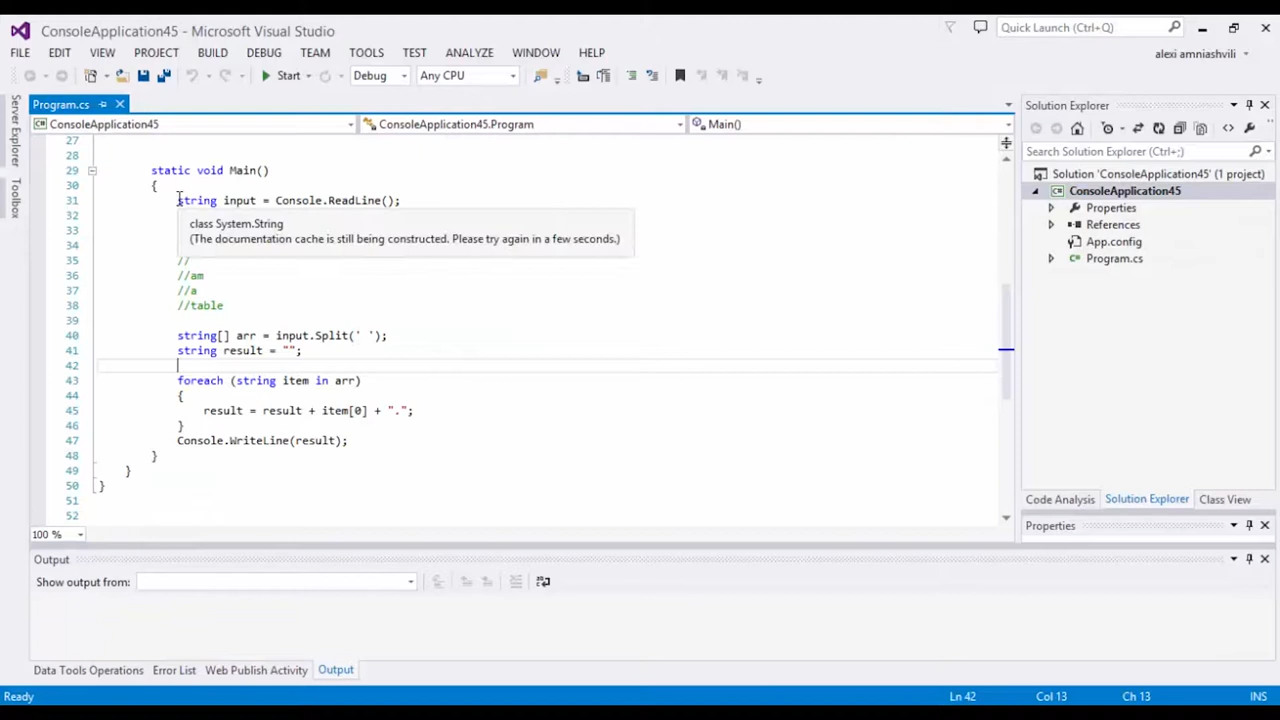 ConsoleApplication45 - Microsoft Visual Studio
Quick Launch (Ctrl+Q)
FILE EDIT VIEW PROJECT BUILD DEBUG TEAM TOOLS TEST ANALYZE WINDOW HELP
alexi amniashvili
Start Debug Any CPU
Server Explorer
Toolbox
Program.cs
ConsoleApplication45
ConsoleApplication45.Program
Main()
27
28
29 static void Main()
30 {
31 string input = Console.ReadLine();
32
class System.String
33
(The documentation cache is still being constructed. Please try again in a few seconds.)
34
35 //
36 //am
37 //a
38 //table
39
40 string[] arr = input.Split(' ');
41 string result = "";
42
43 foreach (string item in arr)
44 {
45 result = result + item[0] + ".";
46 }
47 Console.WriteLine(result);
48 }
49 }
50 }
51
52
100 %
Solution Explorer
Search Solution Explorer (Ctrl+;)
Solution 'ConsoleApplication45' (1 project)
ConsoleApplication45
Properties
References
App.config
Program.cs
Code Analysis Solution Explorer Class View
Properties
Output
Show output from:
Data Tools Operations Error List Web Publish Activity Output
Ready Ln 42 Col 13 Ch 13 INS